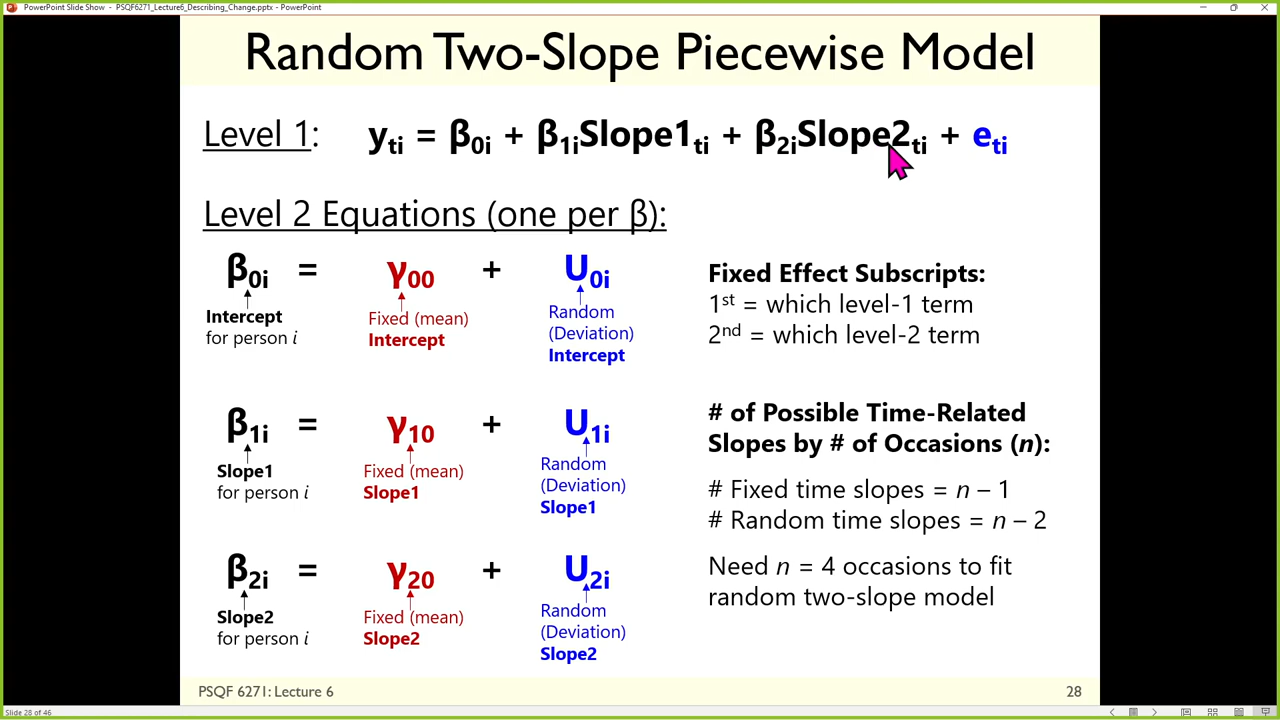 PowerPoint Slide Show - PSQF6271_Lecture6_Describing_Change.pptx - PowerPoint
Random Two-Slope Piecewise Model
Level 1: yti = β0i + β1iSlope1ti + β2iSlope2ti + eti
Level 2 Equations (one per β):
β0i = γ00 + U0i
Intercept
for person i
Fixed (mean)
Intercept
Random
(Deviation)
Intercept
Fixed Effect Subscripts:
1st = which level-1 term
2nd = which level-2 term
β1i = γ10 + U1i
Slope1
for person i
Fixed (mean)
Slope1
Random
(Deviation)
Slope1
# of Possible Time-Related
Slopes by # of Occasions (n):
# Fixed time slopes = n – 1
# Random time slopes = n – 2
β2i = γ20 + U2i
Slope2
for person i
Fixed (mean)
Slope2
Random
(Deviation)
Slope2
Need n = 4 occasions to fit
random two-slope model
PSQF 6271: Lecture 6
28
Slide 28 of 46